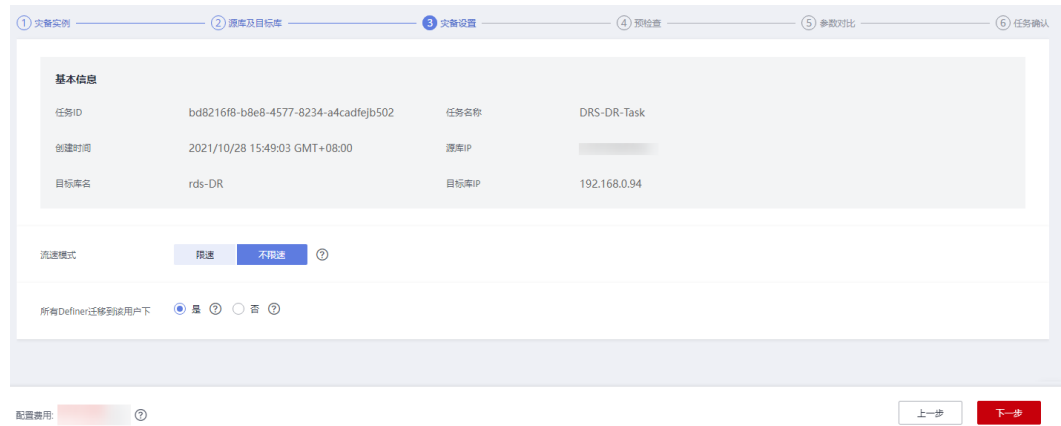 1 灾备实例 2 源库及目标库 3 灾备设置 4 预检查 5 参数对比 6 任务确认
基本信息
任务ID bd8216f8-b8e8-4577-8234-a4cadfejb502 任务名称 DRS-DR-Task
创建时间 2021/10/28 15:49:03 GMT+08:00 源库IP
目标库名 rds-DR 目标库IP 192.168.0.94
流速模式 限速 不限速 ?
所有Definer迁移到该用户下 是 ? 否 ?
配置费用: ? 上一步 下一步